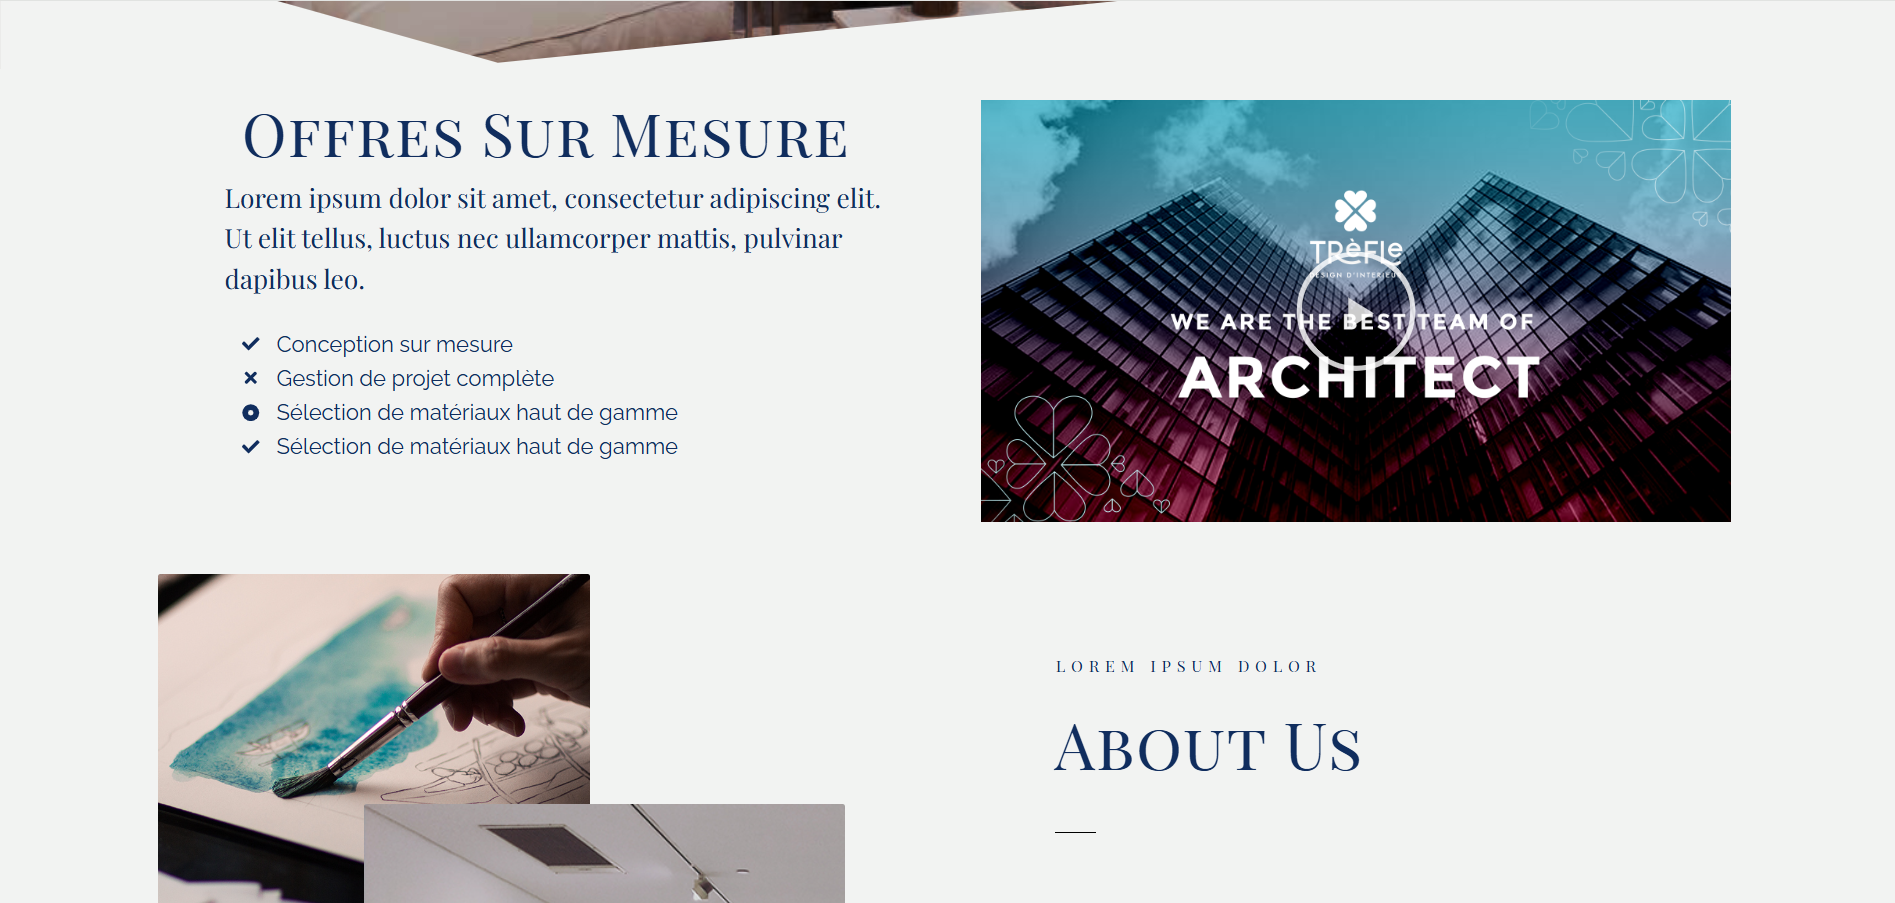 Offres Sur Mesure
Lorem ipsum dolor sit amet, consectetur adipiscing elit.
Ut elit tellus, luctus nec ullamcorper mattis, pulvinar
dapibus leo.
Conception sur mesure
Gestion de projet complète
Sélection de matériaux haut de gamme
Sélection de matériaux haut de gamme
TRèFle
DESIGN D'INTERIEUR
WE ARE THE BEST TEAM OF
ARCHITECT
LOREM IPSUM DOLOR
About Us